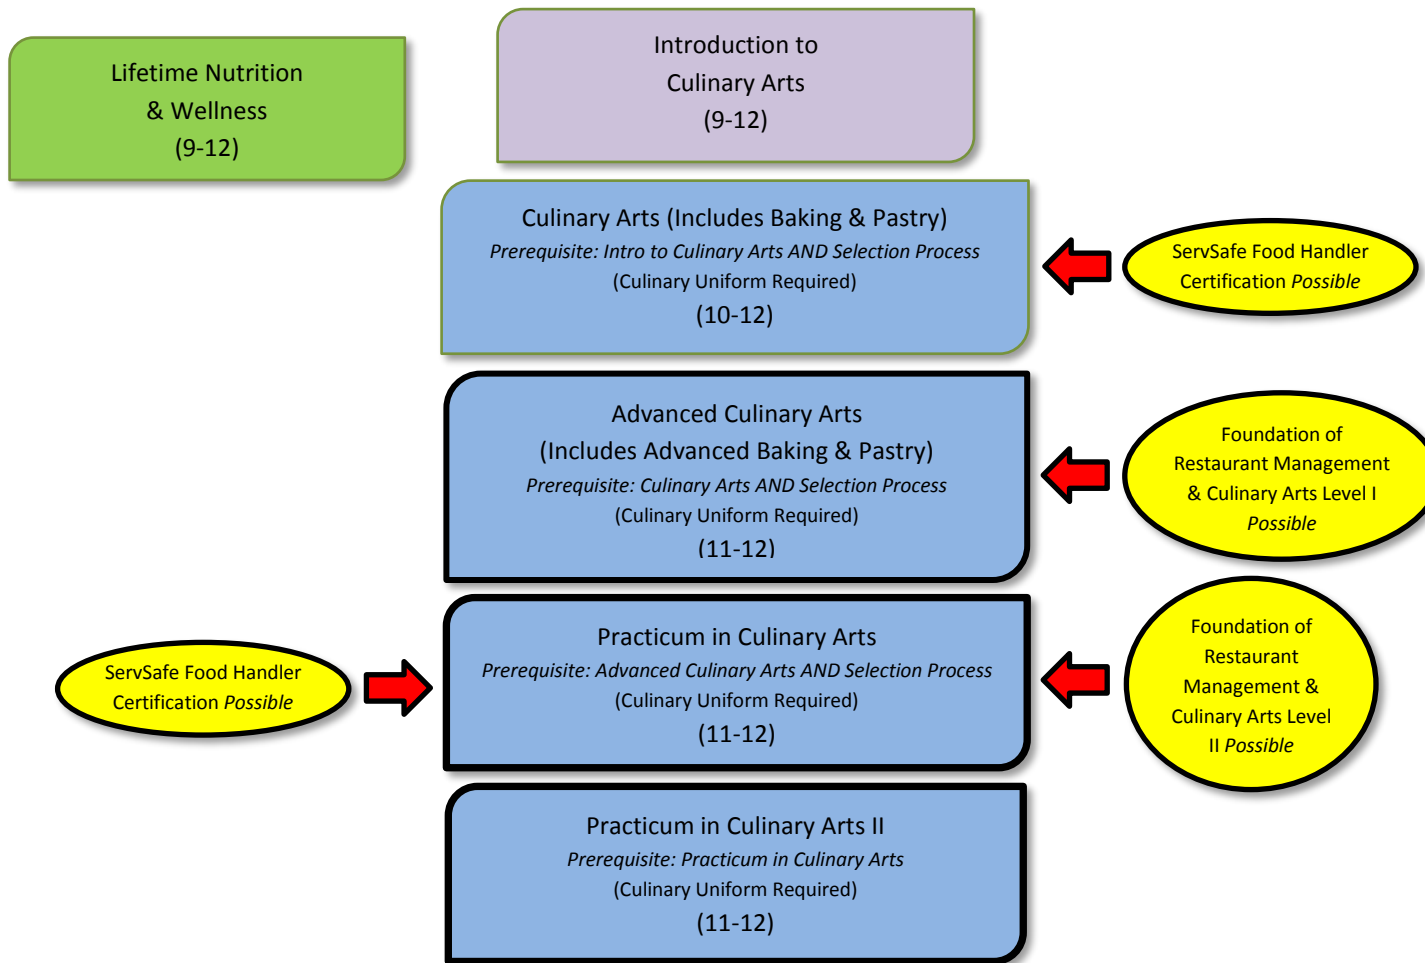 Lifetime Nutrition
& Wellness
(9-12)
Introduction to
Culinary Arts
(9-12)
Culinary Arts (Includes Baking & Pastry)
Prerequisite: Intro to Culinary Arts AND Selection Process
(Culinary Uniform Required)
(10-12)
ServSafe Food Handler
Certification Possible
Advanced Culinary Arts
(Includes Advanced Baking & Pastry)
Prerequisite: Culinary Arts AND Selection Process
(Culinary Uniform Required)
(11-12)
Foundation of
Restaurant Management
& Culinary Arts Level I
Possible
ServSafe Food Handler
Certification Possible
Practicum in Culinary Arts
Prerequisite: Advanced Culinary Arts AND Selection Process
(Culinary Uniform Required)
(11-12)
Foundation of
Restaurant
Management &
Culinary Arts Level
II Possible
Practicum in Culinary Arts II
Prerequisite: Practicum in Culinary Arts
(Culinary Uniform Required)
(11-12)